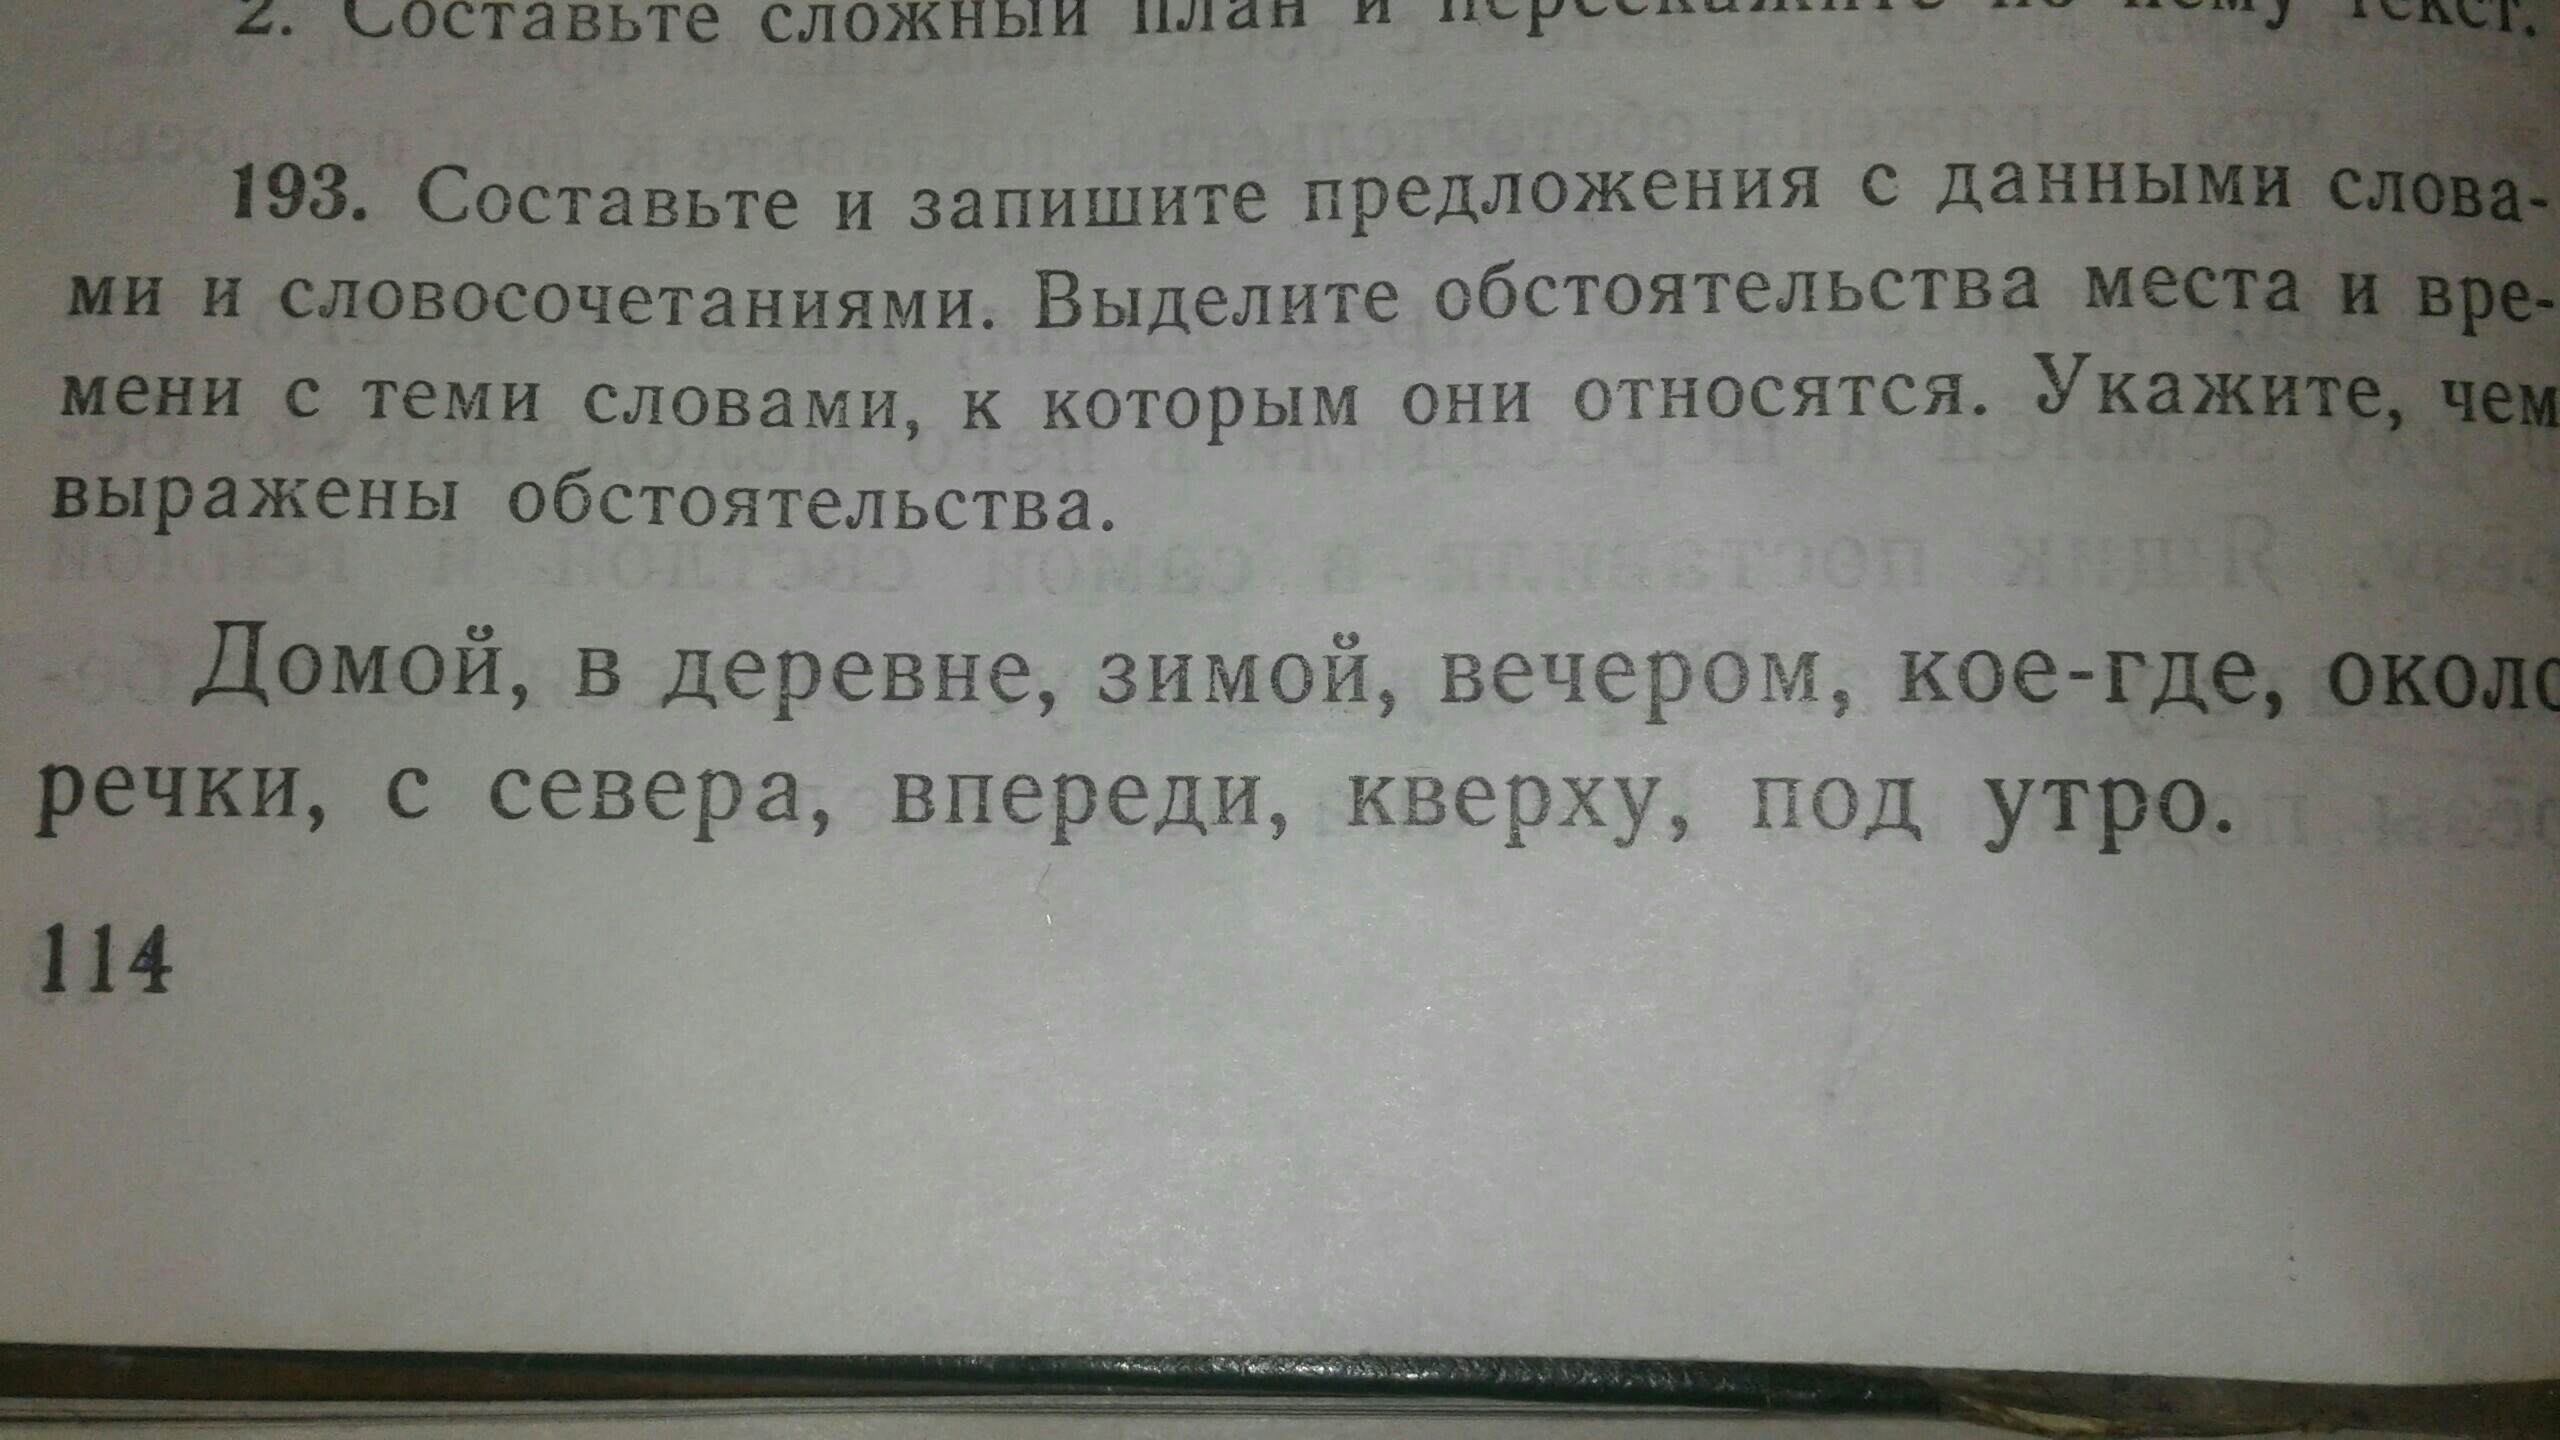 2. Составьте сложный план и перескажите по нему текст.
193. Составьте и запишите предложения с данными слова-
ми и словосочетаниями. Выделите обстоятельства места и вре-
мени с теми словами, к которым они относятся. Укажите, чем
выражены обстоятельства.
Домой, в деревне, зимой, вечером, кое-где, около
речки, с севера, впереди, кверху, под утро.
114